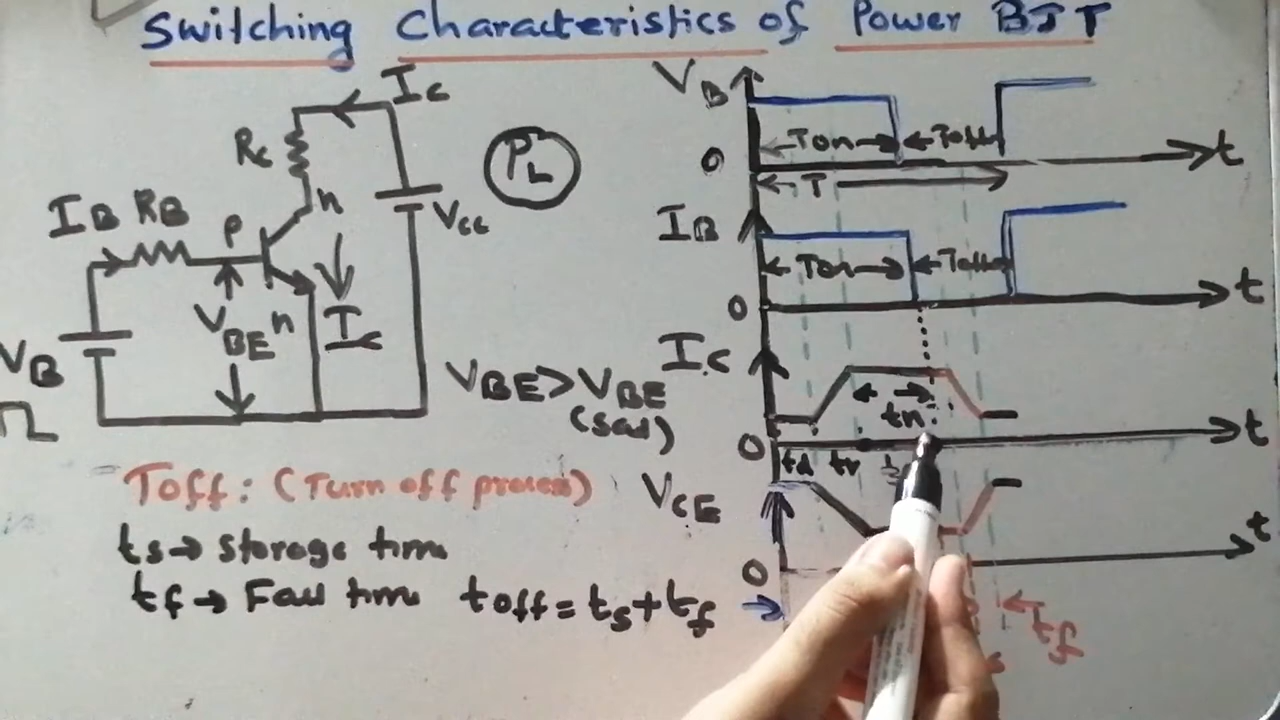 Switching Characteristics of Power BJT
Ic
Rc
n
Vcc
PL
IB RB
P
VBE
n
Ic
VB
VBE>VBE
(sat)
Toff: (Turn off process)
ts→ Storage time
tf→ Fall time toff=ts+tf
VB
Ton
Toff
0
t
T
IB
Ton
Toff
0
t
Ic
tn
0
td tr
t
VCE
0
t
tf